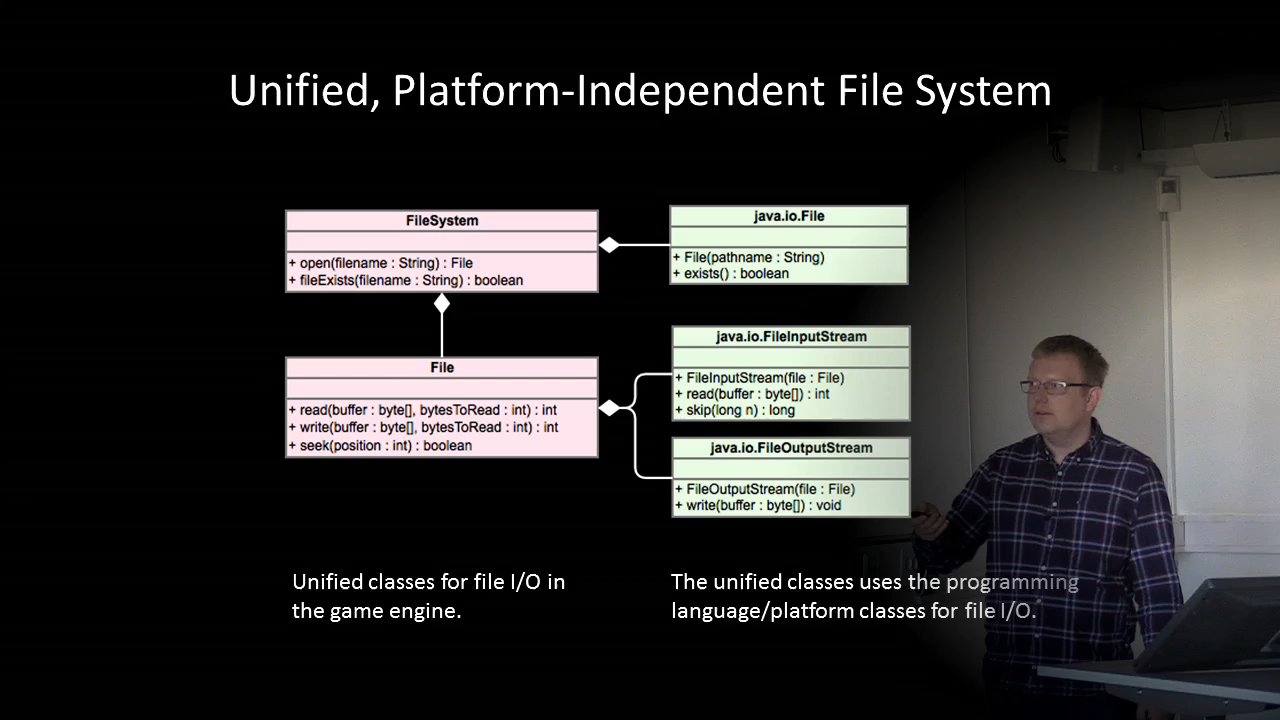 Unified, Platform-Independent File System
FileSystem
+ open(filename : String) : File
+ fileExists(filename : String) : boolean
java.io.File
+ File(pathname : String)
+ exists() : boolean
File
+ read(buffer : byte[], bytesToRead : int) : int
+ write(buffer : byte[], bytesToRead : int) : int
+ seek(position : int) : boolean
java.io.FileInputStream
+ FileInputStream(file : File)
+ read(buffer : byte[]) : int
+ skip(long n) : long
java.io.FileOutputStream
+ FileOutputStream(file : File)
+ write(buffer : byte[]) : void
Unified classes for file I/O in
the game engine.
The unified classes uses the programming
language/platform classes for file I/O.